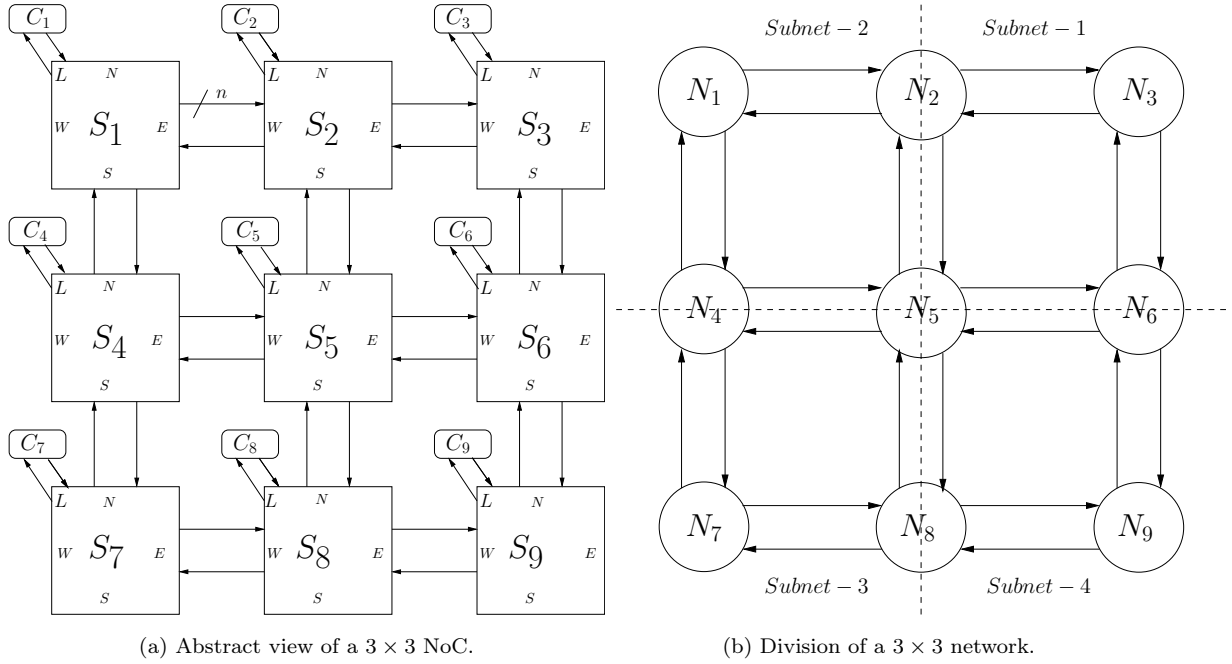 C1
C2
C3
L N
W S1 E
S
n
L N
W S2 E
S
L N
W S3 E
S
C4
C5
C6
L N
W S4 E
S
L N
W S5 E
S
L N
W S6 E
S
C7
C8
C9
L N
W S7 E
S
L N
W S8 E
S
L N
W S9 E
S
(a) Abstract view of a 3 × 3 NoC.
Subnet − 2 Subnet − 1
N1 N2 N3
N4 N5 N6
N7 N8 N9
Subnet − 3 Subnet − 4
(b) Division of a 3 × 3 network.